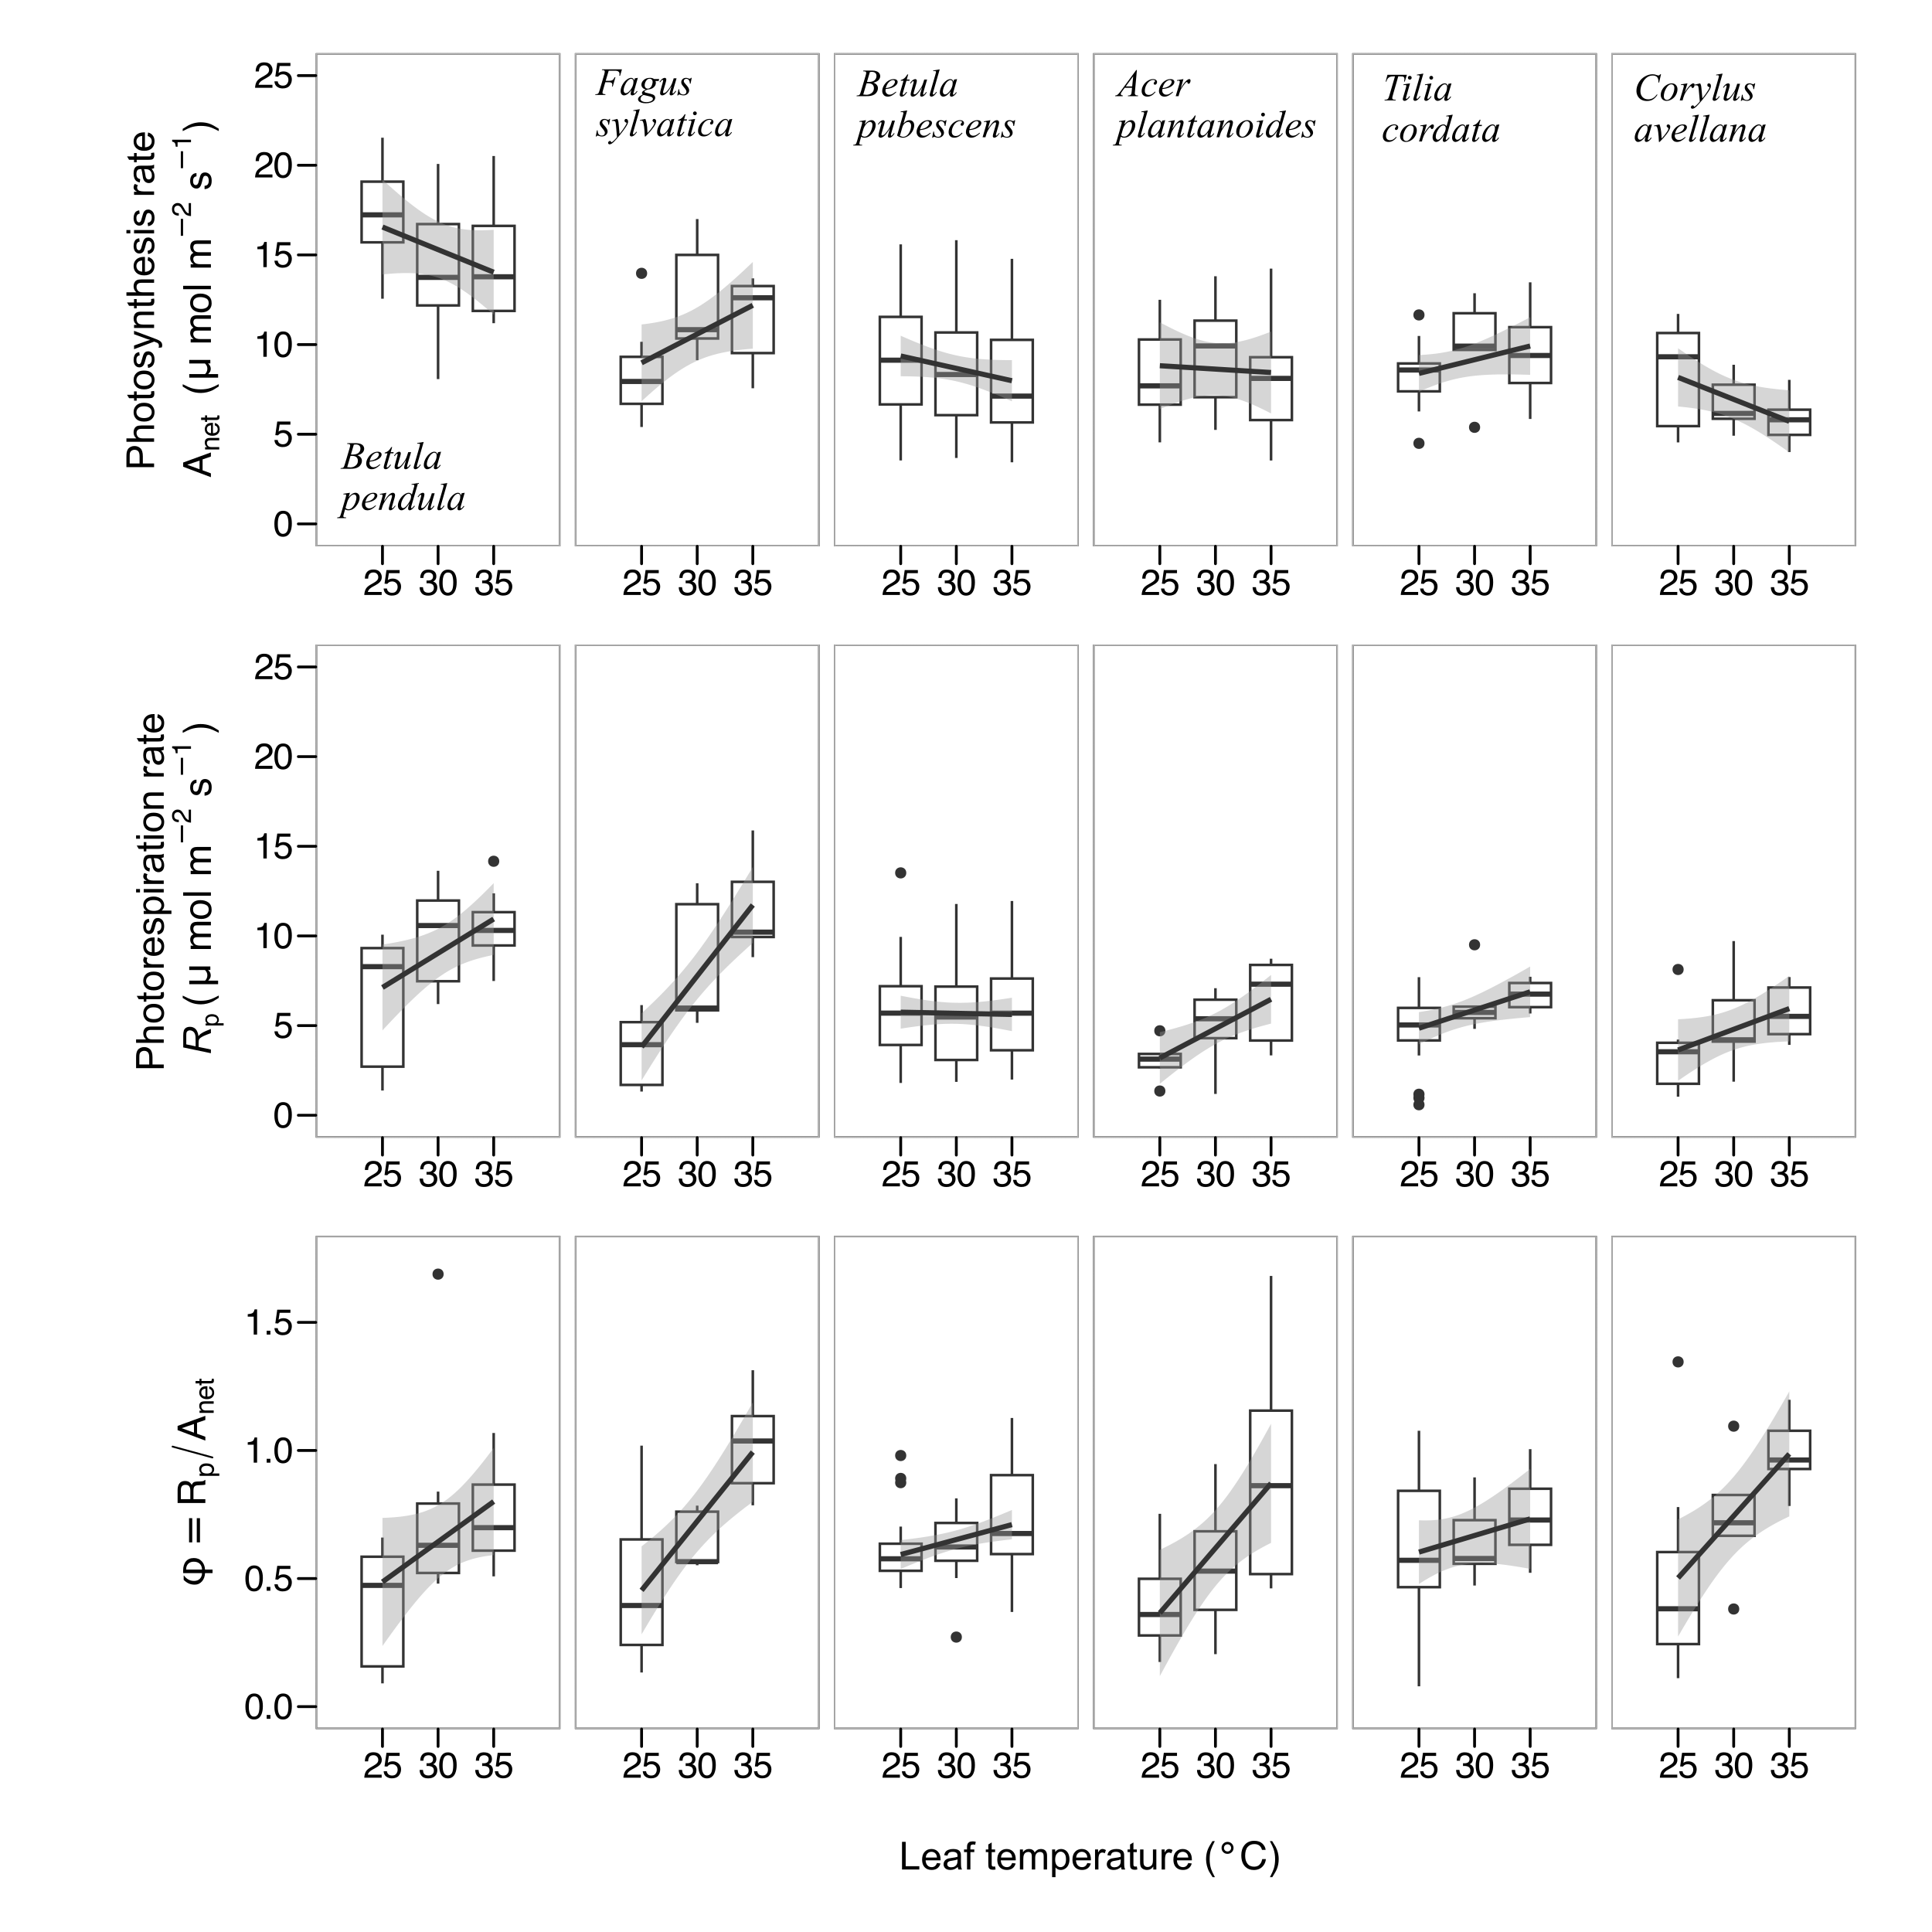 Photosynthesis rate
Anet (μ mol m−2 s−1)
25
20
15
10
5
0
Betula
pendula
Fagus
sylvatica
Betula
pubescens
Acer
plantanoides
Tilia
cordata
Corylus
avellana
25 30 35 25 30 35 25 30 35 25 30 35 25 30 35 25 30 35
Photorespiration rate
Rp (μ mol m−2 s−1)
25
20
15
10
5
0
25 30 35 25 30 35 25 30 35 25 30 35 25 30 35 25 30 35
φ = Rp/Anet
1.5
1.0
0.5
0.0
25 30 35 25 30 35 25 30 35 25 30 35 25 30 35 25 30 35
Leaf temperature (°C)